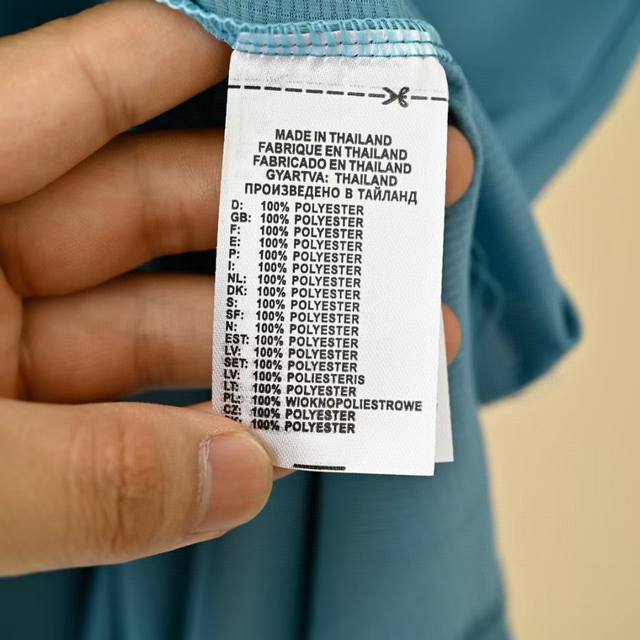 MADE IN THAILAND
FABRIQUE EN THAILAND
FABRICADO EN THAILAND
GYARTVA: THAILAND
ПРОИЗВЕДЕНО В ТАЙЛАНД
D: 100% POLYESTER
GB: 100% POLYESTER
F: 100% POLYESTER
E: 100% POLYESTER
P: 100% POLYESTER
I: 100% POLYESTER
NL: 100% POLYESTER
DK: 100% POLYESTER
S: 100% POLYESTER
SF: 100% POLYESTER
N: 100% POLYESTER
EST: 100% POLYESTER
LV: 100% POLYESTER
SET: 100% POLYESTER
LV: 100% POLIESTERIS
LT: 100% POLYESTER
PL: 100% WIOKNOPOLIESTROWE
CZ: 100% POLYESTER
100% POLYESTER